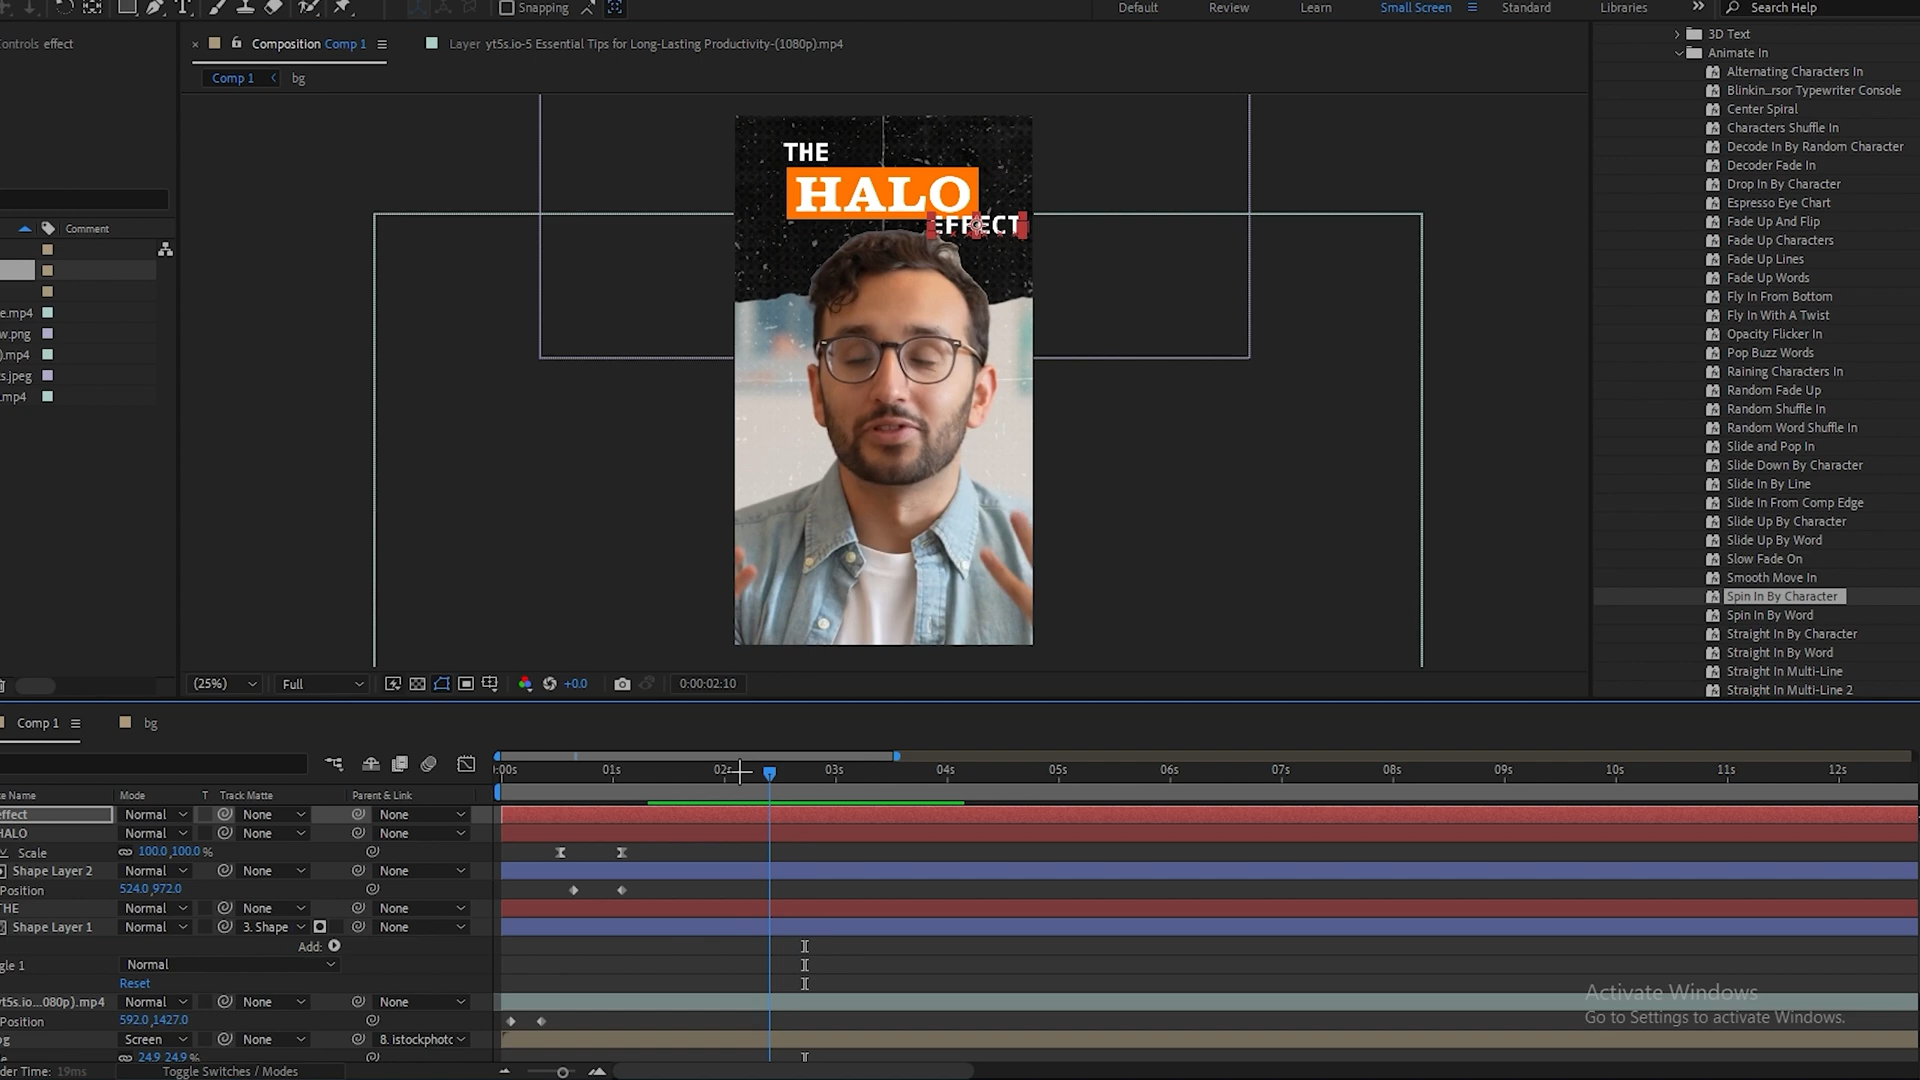 Snapping
Default
Review
Learn
Small Screen
Standard
Libraries
Search Help
ontrols effect
Composition Comp 1
Layer yt5s.io-5 Essential Tips for Long-Lasting Productivity-(1080p).mp4
Comp 1
bg
3D Text
Animate In
Alternating Characters In
Blinkin...rsor Typewriter Console
Center Spiral
Characters Shuffle In
Decode In By Random Character
Decoder Fade In
Drop In By Character
Espresso Eye Chart
Fade Up And Flip
Fade Up Characters
Fade Up Lines
Fade Up Words
Fly In From Bottom
Fly In With A Twist
Opacity Flicker In
Pop Buzz Words
Raining Characters In
Random Fade Up
Random Shuffle In
Random Word Shuffle In
Slide and Pop In
Slide Down By Character
Slide In By Line
Slide In From Comp Edge
Slide Up By Character
Slide Up By Word
Slow Fade On
Smooth Move In
Spin In By Character
Spin In By Word
Straight In By Character
Straight In By Word
Straight In Multi-Line
Straight In Multi-Line 2
THE
HALO
EFFECT
Comment
e.mp4
w.png
).mp4
s.jpeg
.mp4
(25%)
Full
+0.0
0:00:02:10
Comp 1
bg
:00s
01s
02s
03s
04s
05s
06s
07s
08s
09s
10s
11s
12s
ce Name
Mode
T
Track Matte
Parent & Link
effect
Normal
None
None
HALO
Normal
None
None
Scale
100.0,100.0 %
Shape Layer 2
Normal
None
None
Position
524.0,972.0
THE
Normal
None
None
Shape Layer 1
Normal
3. Shape
None
Add:
gle 1
Normal
Reset
yt5s.io...080p).mp4
Normal
None
None
Position
592.0,1427.0
Screen
None
8. istockphoto
24.9,24.9 %
der Time: 19ms
Toggle Switches / Modes
Activate Windows
Go to Settings to activate Windows.